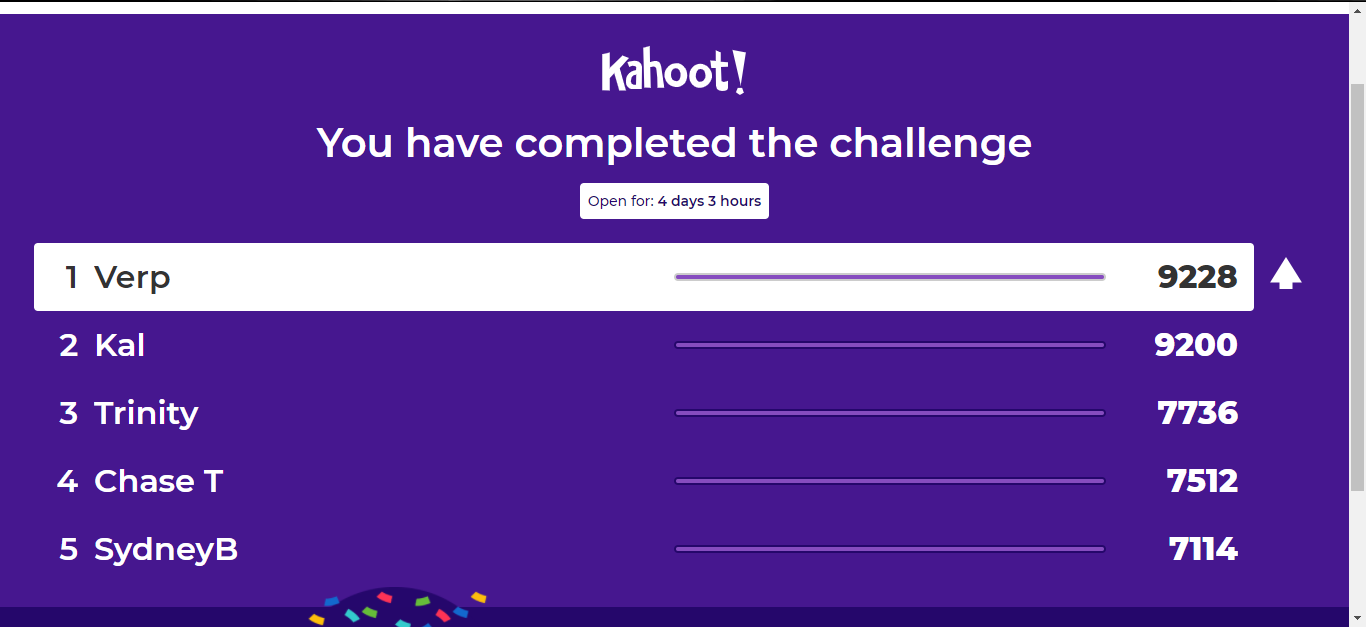 Kahoot!
You have completed the challenge
Open for: 4 days 3 hours
1 Verp 9228
2 Kal 9200
3 Trinity 7736
4 Chase T 7512
5 SydneyB 7114